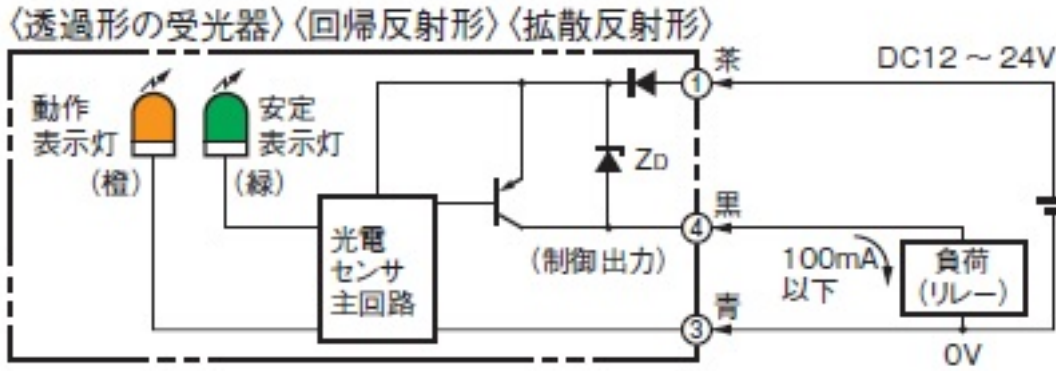 〈透過形の受光器〉〈回帰反射形〉〈拡散反射形〉
動作
表示灯
(橙)
安定
表示灯
(緑)
光電
センサ
主回路
ZD
(制御出力)
① 茶
DC12 ~ 24V
④ 黒
100mA
以下
負荷
(リレー)
③ 青
0V